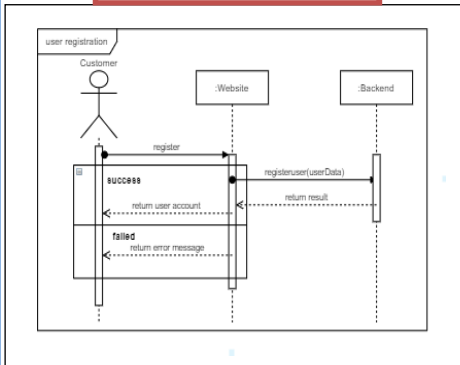 user registration
Customer
:Website
:Backend
register
success
registeruser(userData)
return result
return user account
failed
return error message